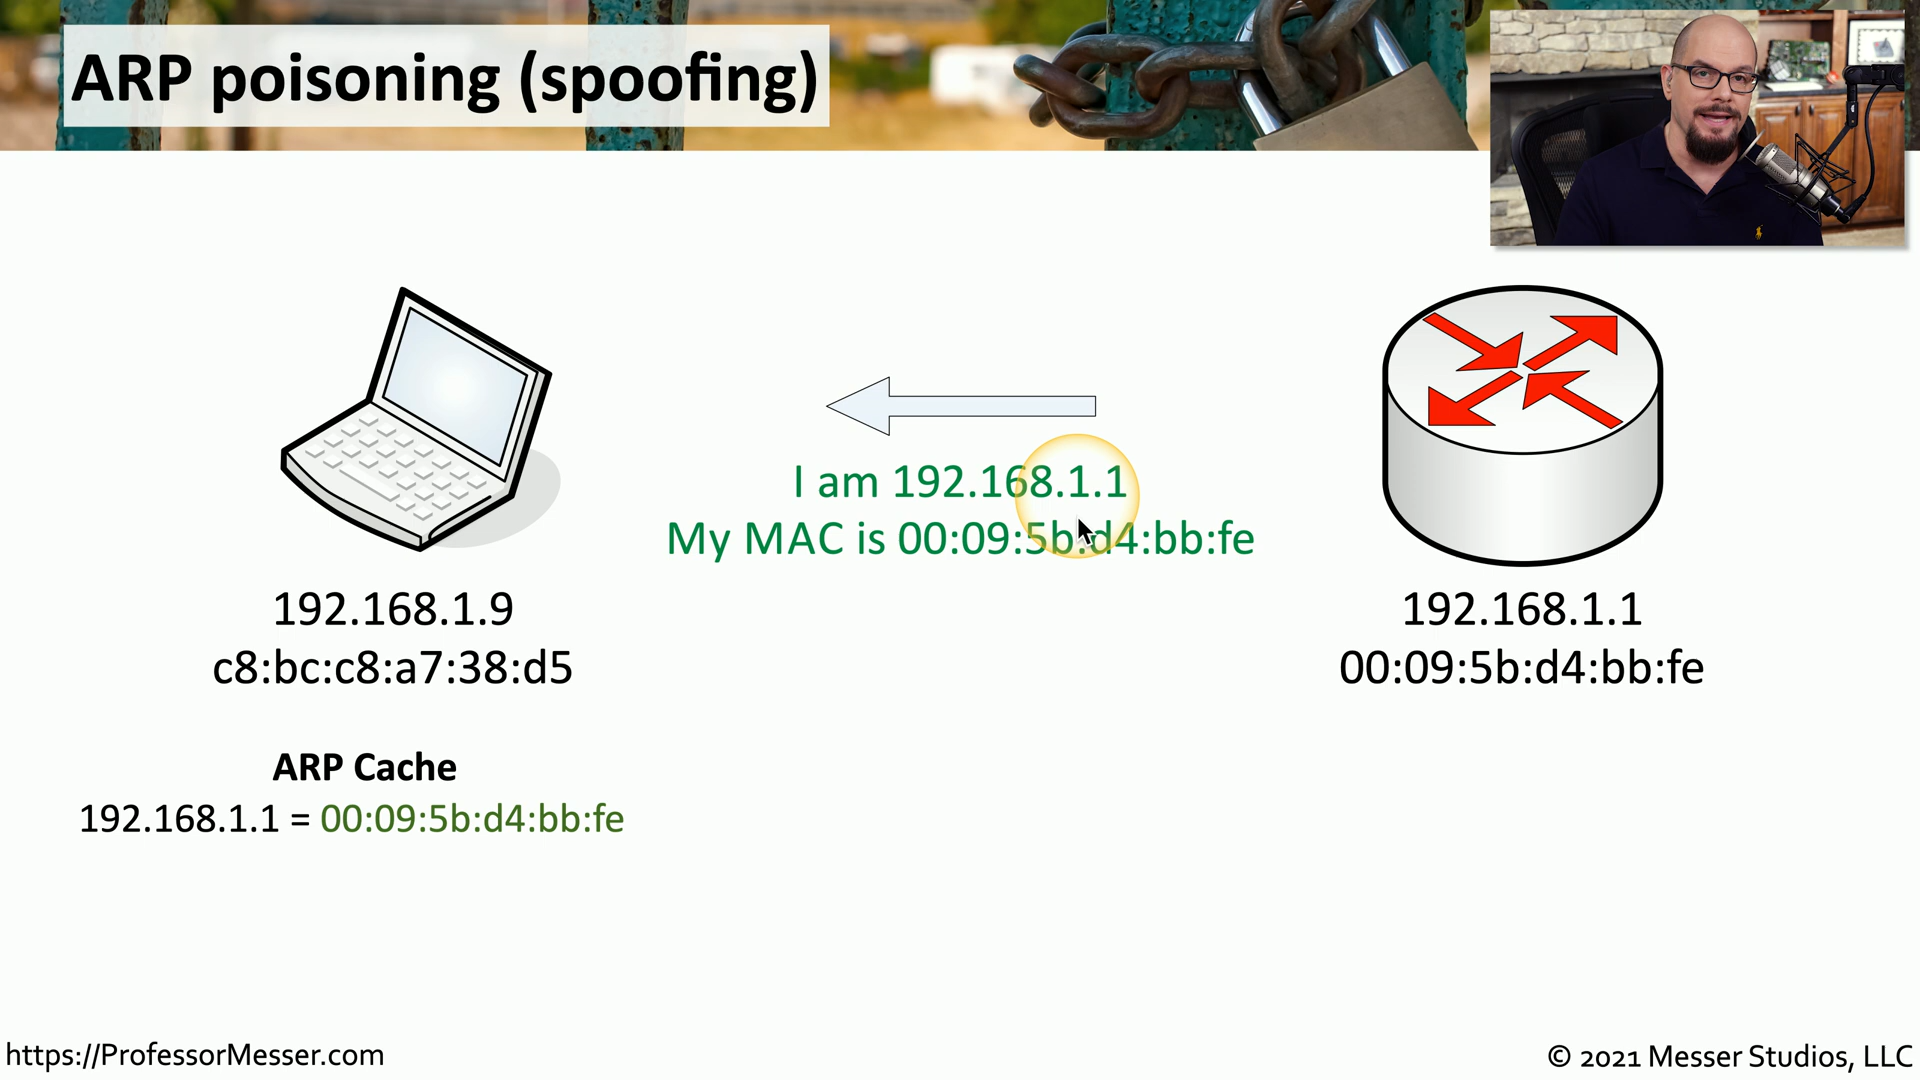 ARP poisoning (spoofing)
I am 192.168.1.1
My MAC is 00:09:5b:d4:bb:fe
192.168.1.9
c8:bc:c8:a7:38:d5
192.168.1.1
00:09:5b:d4:bb:fe
ARP Cache
192.168.1.1 = 00:09:5b:d4:bb:fe
https://ProfessorMesser.com
© 2021 Messer Studios, LLC